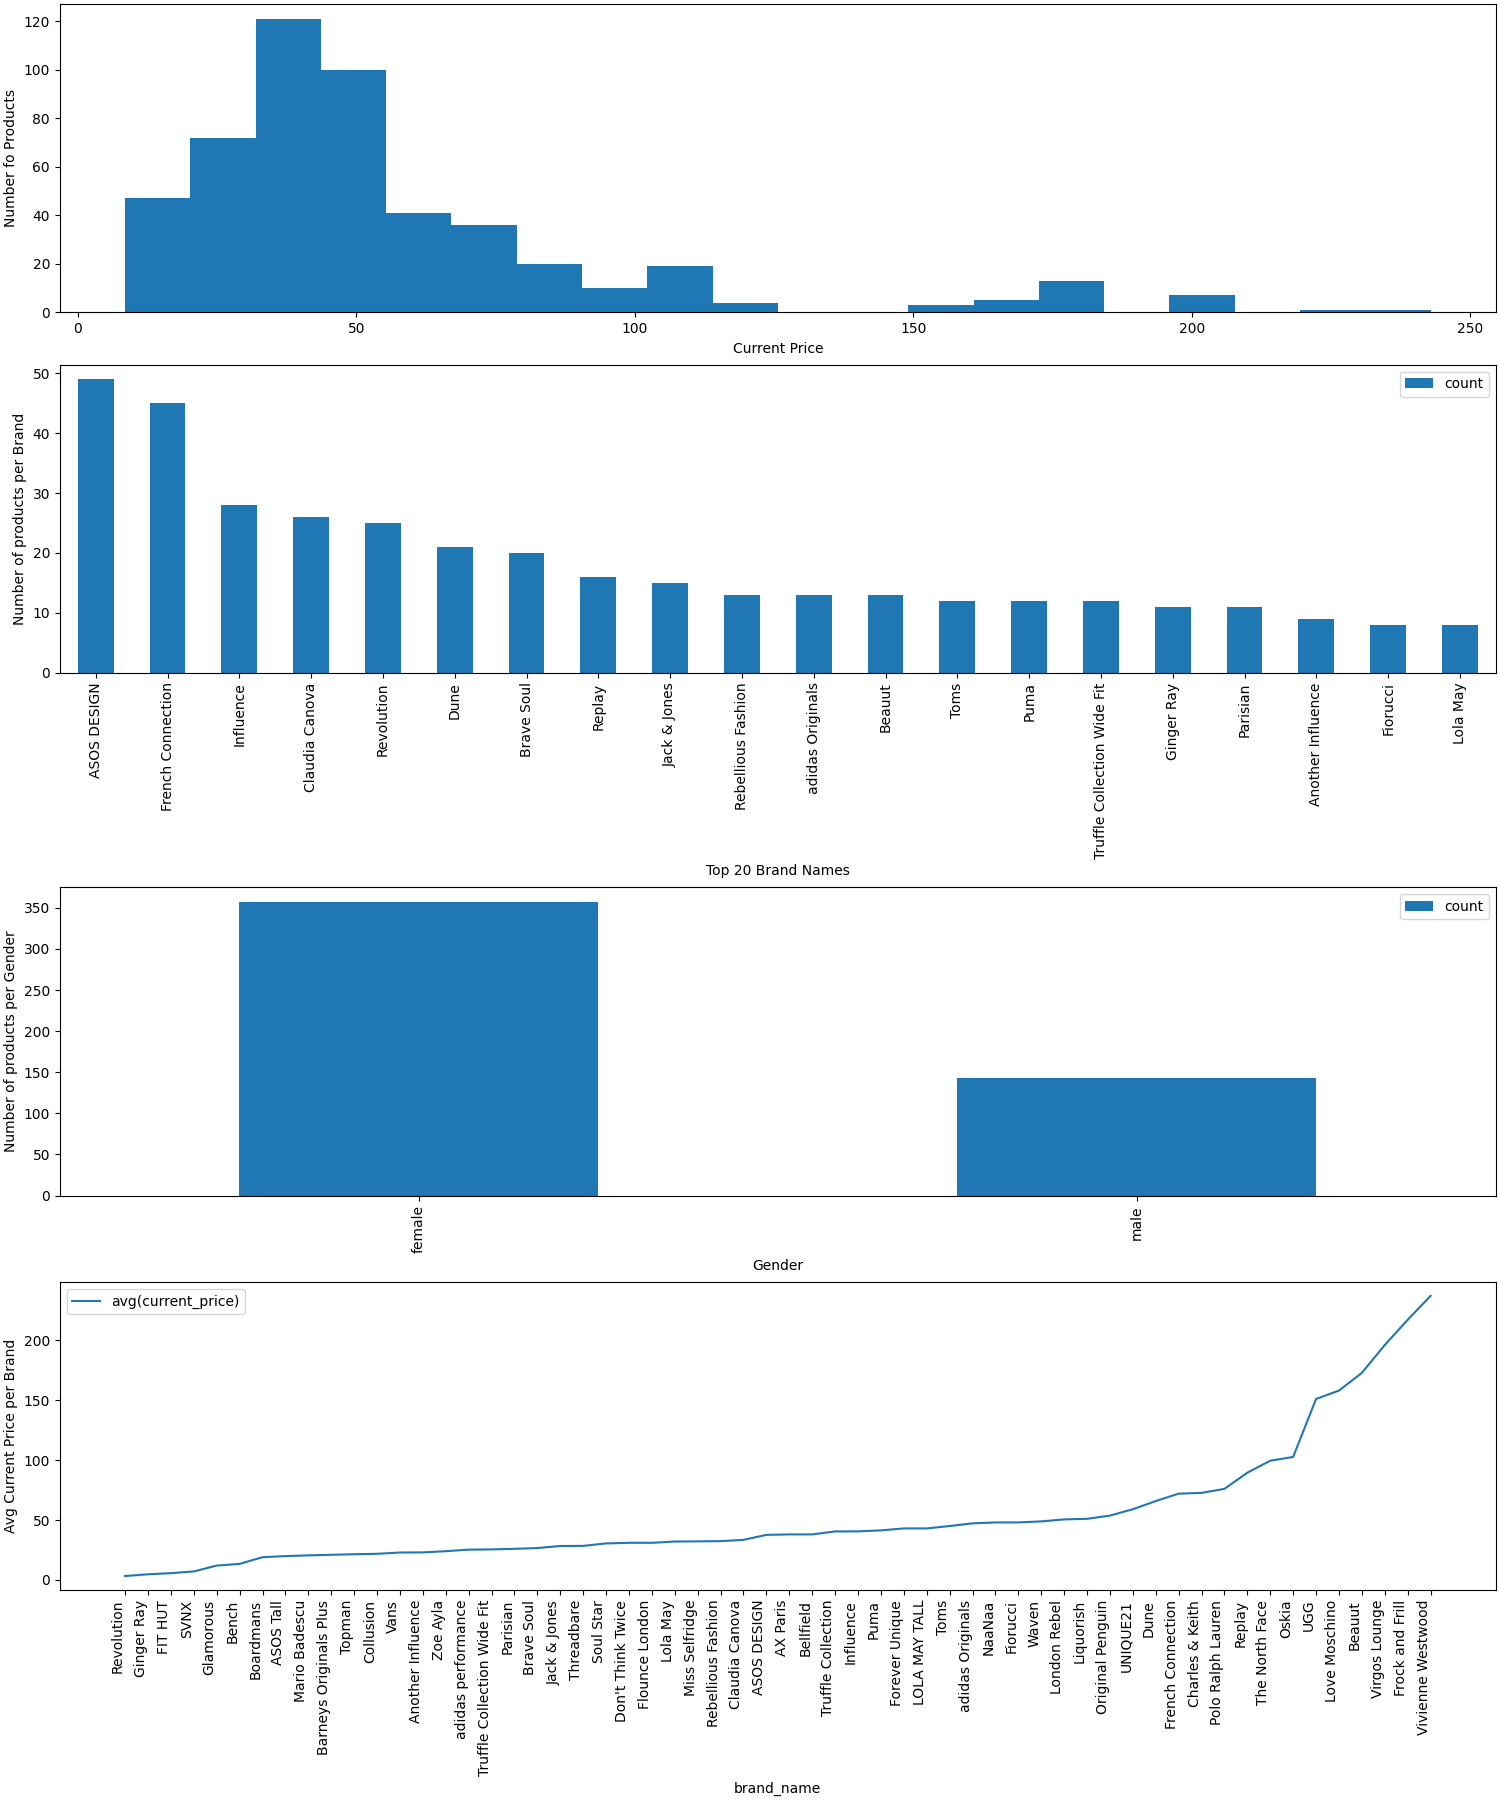 120
100
80
60
40
20
0
Number fo Products
0 50 100 150 200 250
Current Price
50
40
30
20
10
0
Number of products per Brand
count
ASOS DESIGN
French Connection
Influence
Claudia Canova
Revolution
Dune
Brave Soul
Replay
Jack & Jones
Rebellious Fashion
adidas Originals
Beauut
Toms
Puma
Truffle Collection Wide Fit
Ginger Ray
Parisian
Another Influence
Fiorucci
Lola May
Top 20 Brand Names
350
300
250
200
150
100
50
0
Number of products per Gender
count
female
male
Gender
avg(current_price)
200
150
100
50
0
Avg Current Price per Brand
Revolution
Ginger Ray
FIT HUT
SVNX
Glamorous
Bench
Boardmans
ASOS Tall
Mario Badescu
Barneys Originals Plus
Topman
Collusion
Vans
Another Influence
Zoe Ayla
adidas performance
Truffle Collection Wide Fit
Parisian
Brave Soul
Jack & Jones
Threadbare
Soul Star
Don't Think Twice
Flounce London
Lola May
Miss Selfridge
Rebellious Fashion
Claudia Canova
ASOS DESIGN
AX Paris
Bellfield
Truffle Collection
Influence
Puma
Forever Unique
LOLA MAY TALL
Toms
adidas Originals
NaaNaa
Fiorucci
Waven
London Rebel
Liquorish
Original Penguin
UNIQUE21
Dune
French Connection
Charles & Keith
Polo Ralph Lauren
Replay
The North Face
Oskia
UGG
Love Moschino
Beauut
Virgos Lounge
Frock and Frill
Vivienne Westwood
brand_name